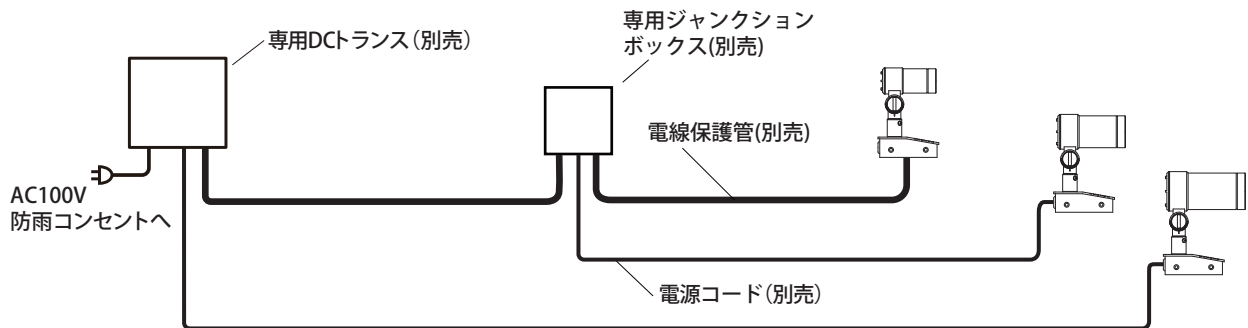 専用DCトランス（別売）
専用ジャンクション
ボックス(別売)
電線保護管(別売)
AC100V
防雨コンセントへ
電源コード（別売）